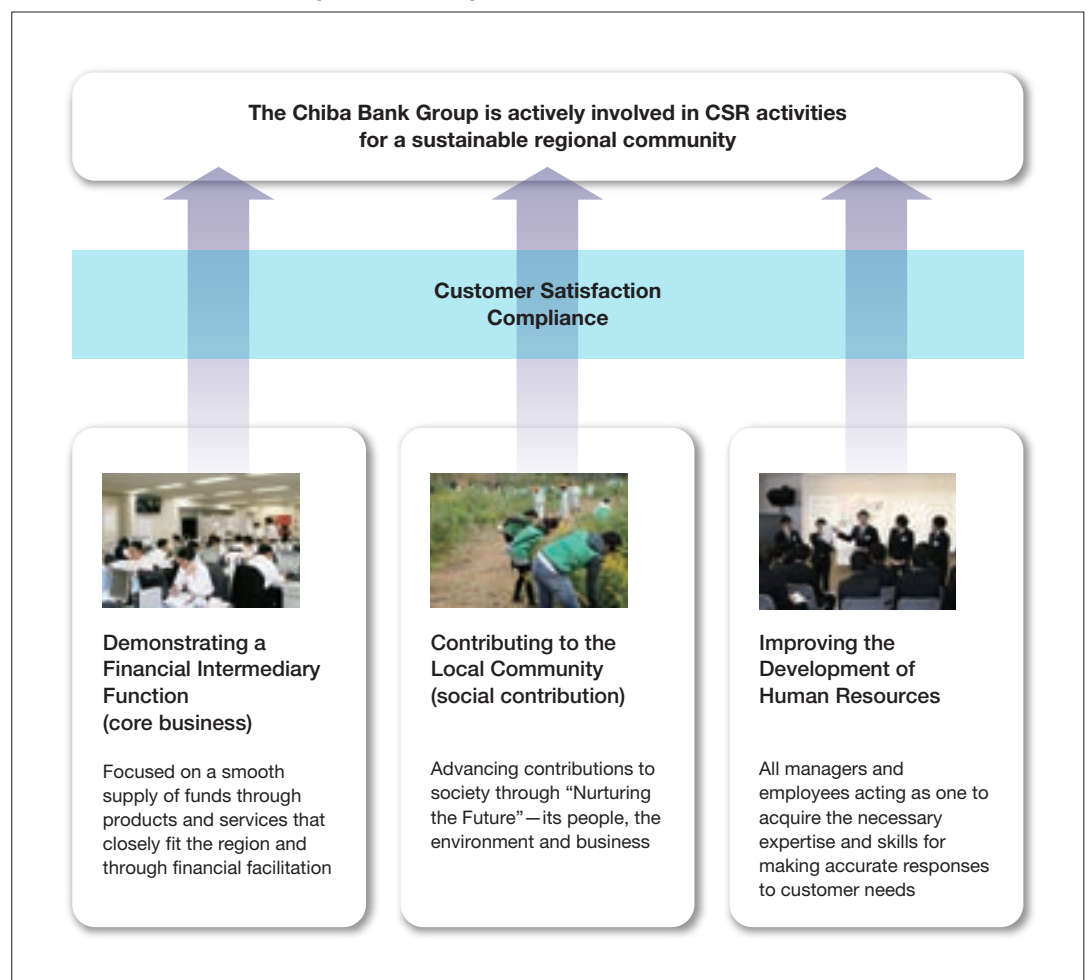 The Chiba Bank Group is actively involved in CSR activities
for a sustainable regional community
Customer Satisfaction
Compliance
Demonstrating a
Financial Intermediary
Function
(core business)
Focused on a smooth
supply of funds through
products and services that
closely fit the region and
through financial facilitation
Contributing to the
Local Community
(social contribution)
Advancing contributions to
society through “Nurturing
the Future”—its people, the
environment and business
Improving the
Development of
Human Resources
All managers and
employees acting as one to
acquire the necessary
expertise and skills for
making accurate responses
to customer needs